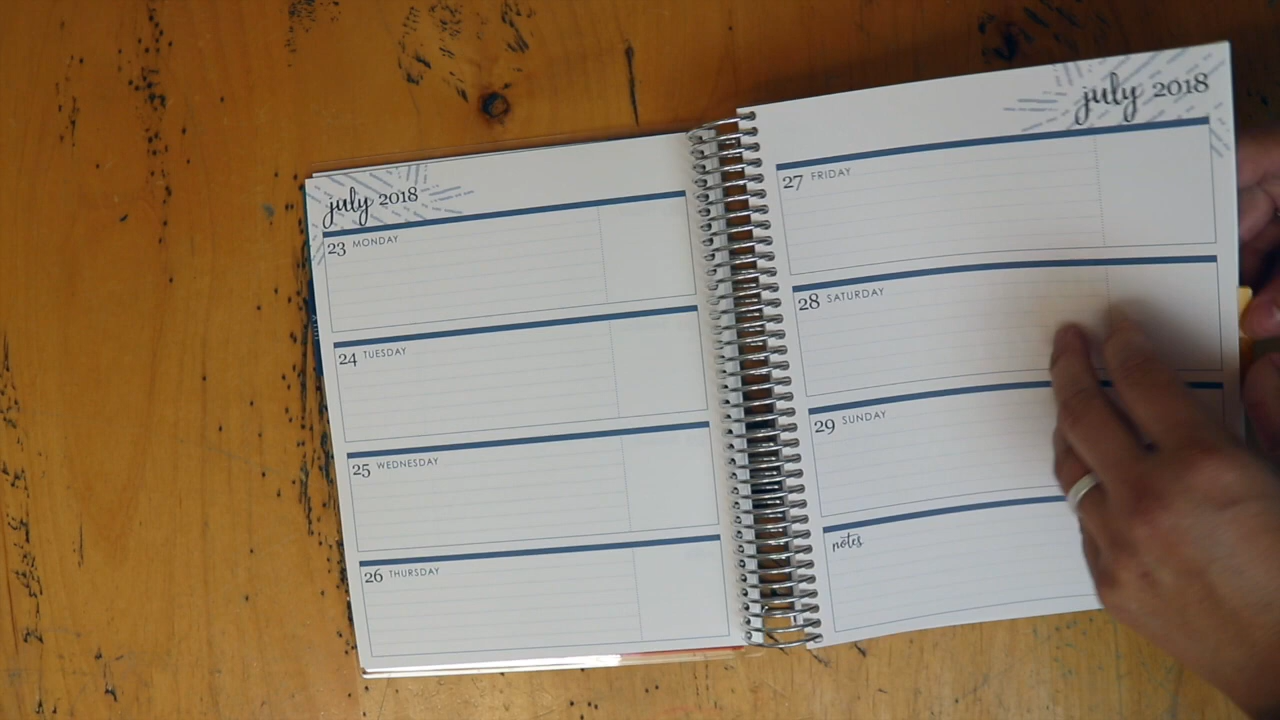 july 2018
23 MONDAY
24 TUESDAY
25 WEDNESDAY
26 THURSDAY
july 2018
27 FRIDAY
28 SATURDAY
29 SUNDAY
notes